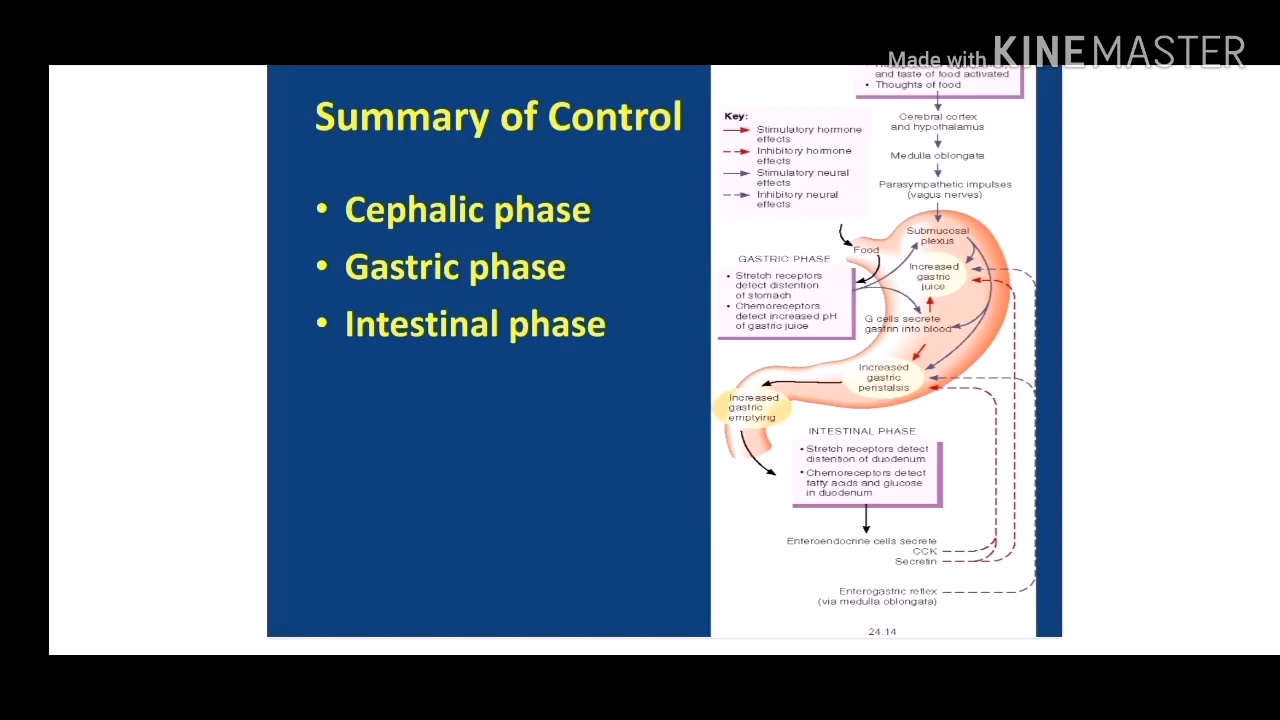 Made with KINEMASTER
Summary of Control
• Cephalic phase
• Gastric phase
• Intestinal phase
and taste of food activated
• Thoughts of food
Key:
Stimulatory hormone
effects
Inhibitory hormone
effects
Stimulatory neural
effects
Inhibitory neural
effects
Cerebral cortex
and hypothalamus
Medulla oblongata
Parasympathetic impulses
(vagus nerves)
Submucosal
plexus
Food
Increased
gastric
juice
GASTRIC PHASE
• Stretch receptors
detect distention
of stomach
• Chemoreceptors
detect increased pH
of gastric juice
G cells secrete
gastrin into blood
Increased
gastric
peristalsis
Increased
gastric
emptying
INTESTINAL PHASE
• Stretch receptors detect
distention of duodenum
• Chemoreceptors detect
fatty acids and glucose
in duodenum
Enteroendocrine cells secrete
CCK
Secretin
Enterogastric reflex
(via medulla oblongata)
24.14